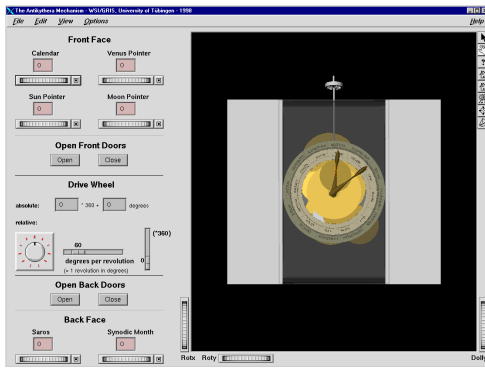 The Antikythera Mechanism - WSI/GRIS, University of Tübingen - 1998
File Edit View Options Help
Front Face
Calendar Venus Pointer
0 0
Sun Pointer Moon Pointer
0 0
Open Front Doors
Open Close
Drive Wheel
absolute: 0 * 360 + 0 degrees
relative:
(*360)
60
0
degrees per revolution
(= 1 revolution in degrees)
Open Back Doors
Open Close
Back Face
Saros Synodic Month
0 0
Rotx Roty Dolly